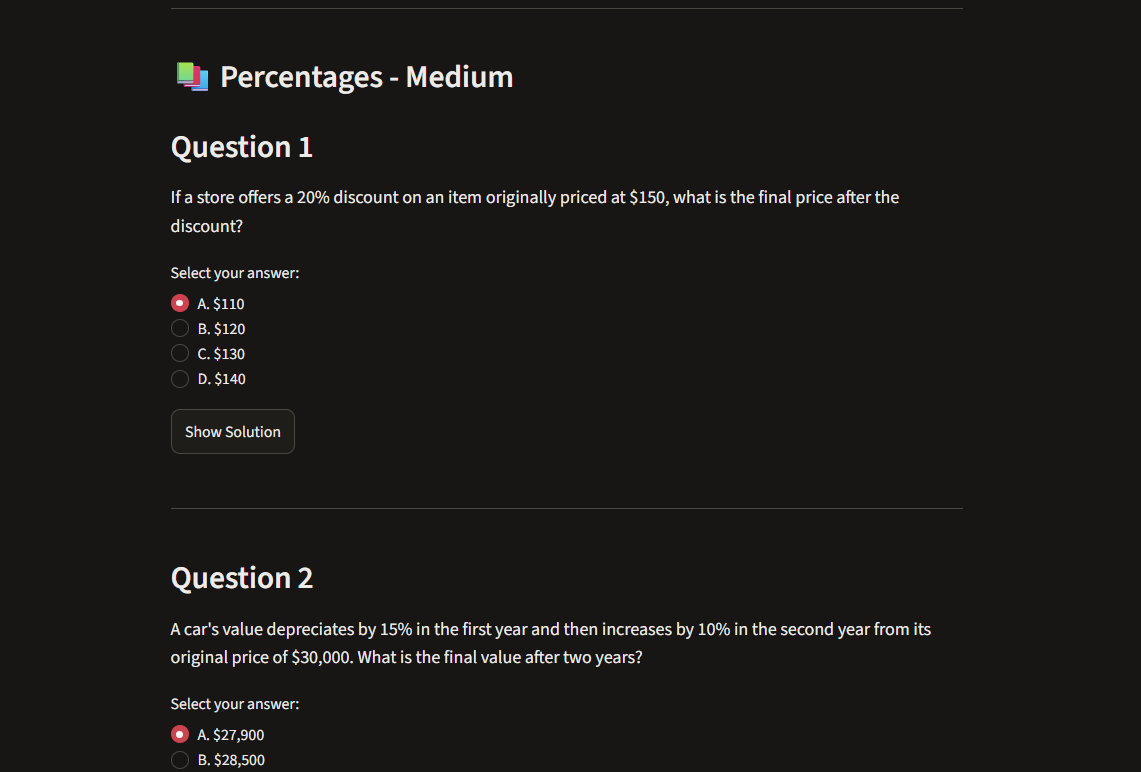 Percentages - Medium
Question 1
If a store offers a 20% discount on an item originally priced at $150, what is the final price after the
discount?
Select your answer:
A. $110
B. $120
C. $130
D. $140
Show Solution
Question 2
A car's value depreciates by 15% in the first year and then increases by 10% in the second year from its
original price of $30,000. What is the final value after two years?
Select your answer:
A. $27,900
B. $28,500